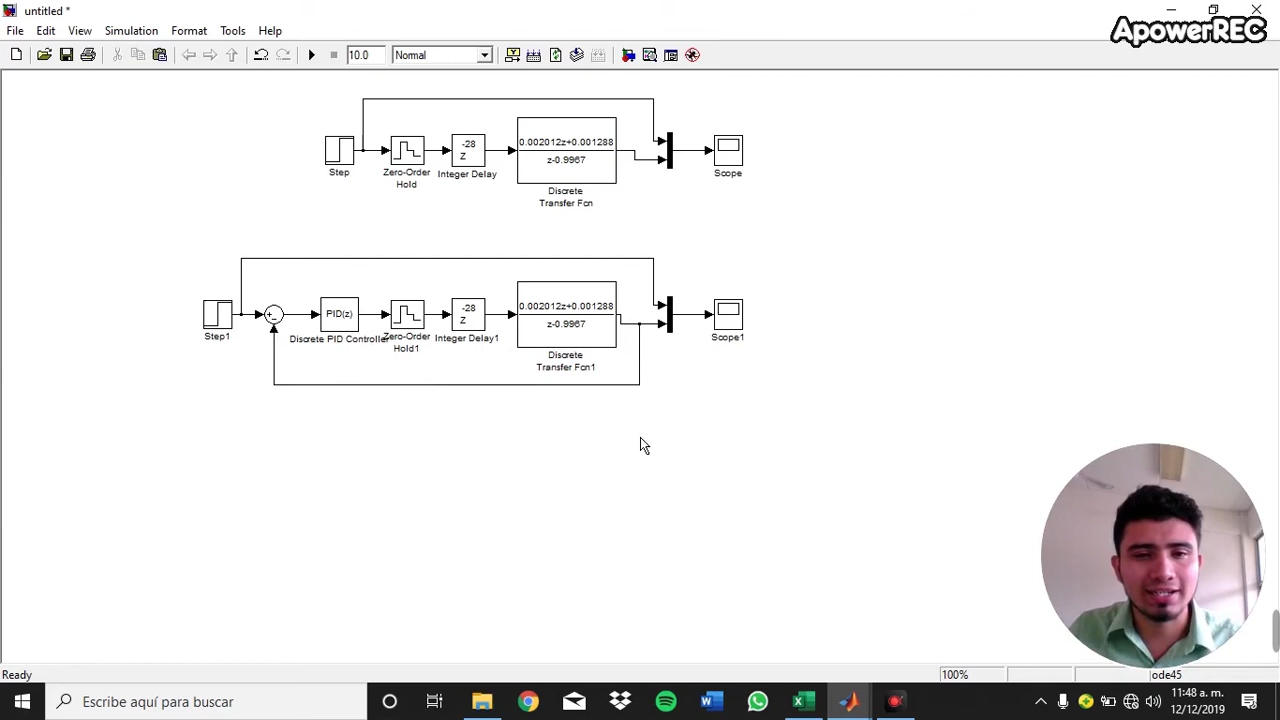 untitled *
ApowerREC
File Edit View Simulation Format Tools Help
10.0 Normal
Step
Zero-Order
Hold
-28
Z
Integer Delay
0.002012z+0.001288
z-0.9967
Discrete
Transfer Fcn
Scope
Step1
+
-
PID(z)
Discrete PID Controller
Zero-Order
Hold1
-28
Z
Integer Delay1
0.002012z+0.001288
z-0.9967
Discrete
Transfer Fcn1
Scope1
Ready 100% ode45
Escribe aquí para buscar
11:48 a. m.
12/12/2019